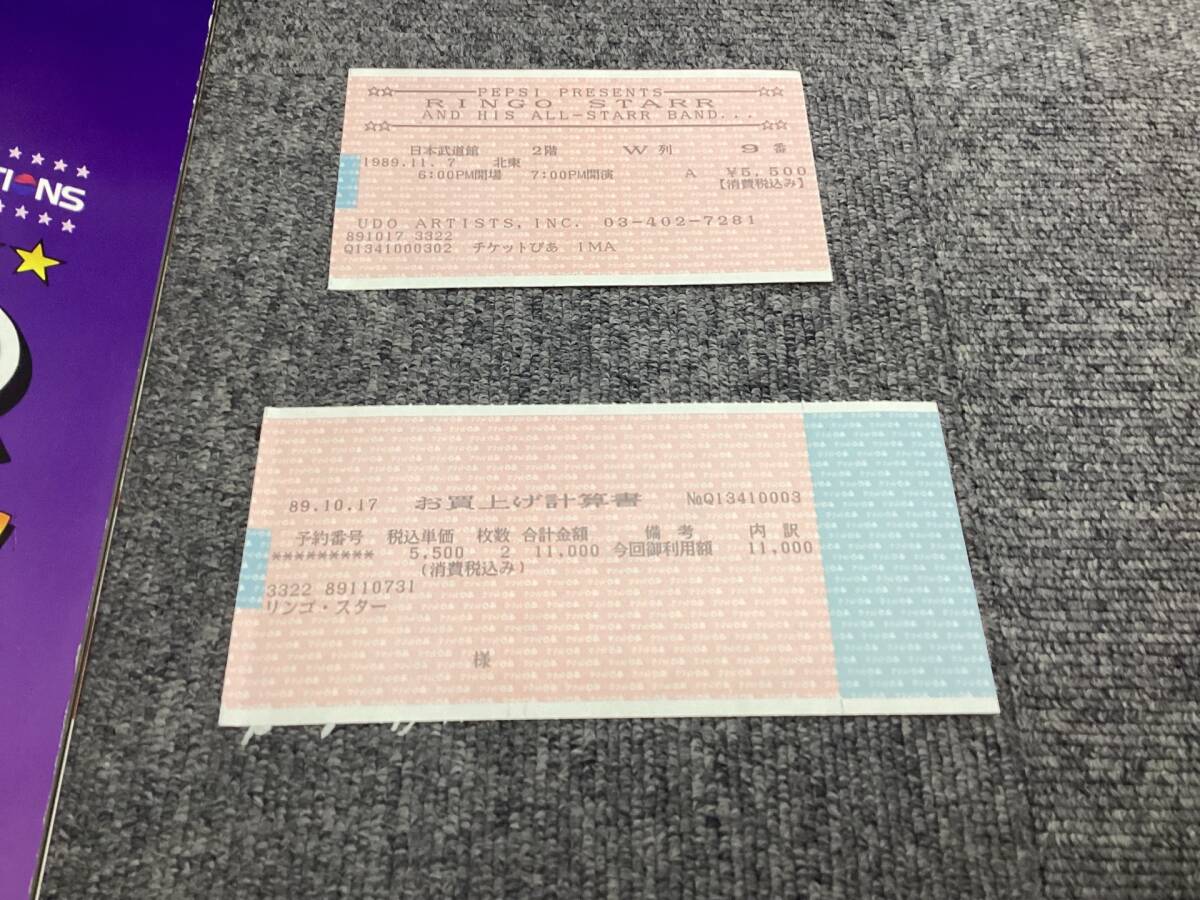 TIONS
☆☆ PEPSI PRESENTS ☆☆
RINGO STARR
AND HIS ALL-STARR BAND...
☆☆ ☆☆
日本武道館 2階 W 列 9 番
1989.11. 7 北東
6:00PM開場 7:00PM開演 A ¥5,500
【消費税込み】
UDO ARTISTS, INC. 03-402-7281
891017 3322
Q1341000302 チケットぴあ 1MA
89.10.17 お買上げ計算書 NoQ13410003
予約番号 税込単価 枚数 合計金額 備考 内訳
********* 5,500 2 11,000 今回御利用額 11,000
(消費税込み)
3322 89110731
リンゴ・スター
様